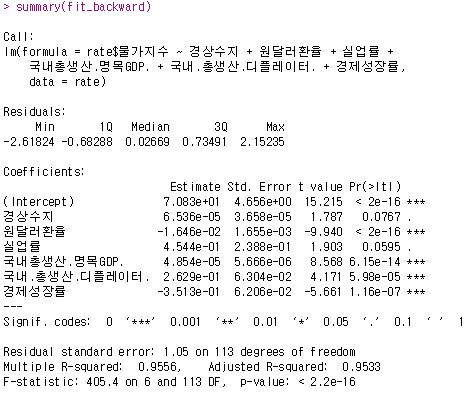 > summary(fit_backward)
Call:
lm(formula = rate$물가지수 ~ 경상수지 + 원달러환율 + 실업률 +
국내총생산.명목GDP. + 국내.총생산.디플레이터. + 경제성장률,
data = rate)
Residuals:
Min 1Q Median 3Q Max
-2.61824 -0.68288 0.02669 0.73491 2.15235
Coefficients:
Estimate Std. Error t value Pr(>|t|)
(Intercept) 7.083e+01 4.656e+00 15.215 < 2e-16 ***
경상수지 6.536e-05 3.658e-05 1.787 0.0767 .
원달러환율 -1.646e-02 1.655e-03 -9.940 < 2e-16 ***
실업률 4.544e-01 2.388e-01 1.903 0.0595 .
국내총생산.명목GDP. 4.854e-05 5.666e-06 8.568 6.15e-14 ***
국내.총생산.디플레이터. 2.629e-01 6.304e-02 4.171 5.98e-05 ***
경제성장률 -3.513e-01 6.206e-02 -5.661 1.16e-07 ***
---
Signif. codes: 0 ‘***’ 0.001 ‘**’ 0.01 ‘*’ 0.05 ‘.’ 0.1 ‘ ’ 1
Residual standard error: 1.05 on 113 degrees of freedom
Multiple R-squared: 0.9556, Adjusted R-squared: 0.9533
F-statistic: 405.4 on 6 and 113 DF, p-value: < 2.2e-16